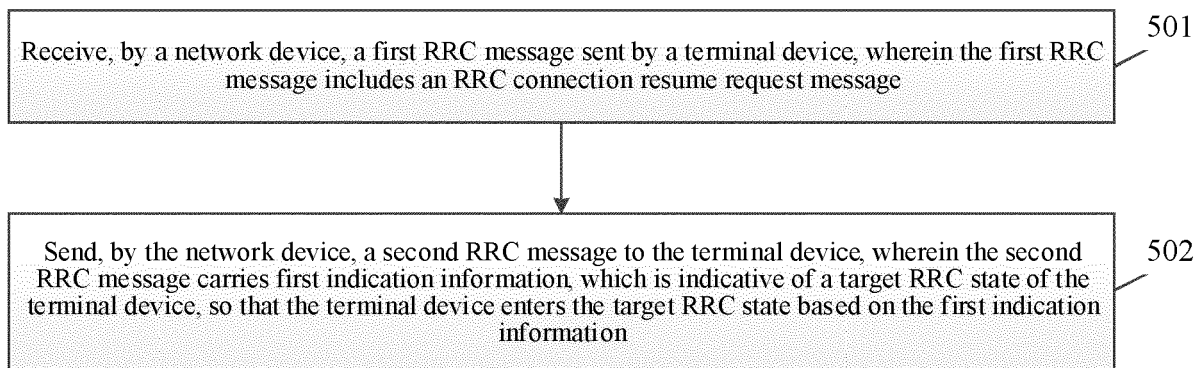 Receive, by a network device, a first RRC message sent by a terminal device, wherein the first RRC
message includes an RRC connection resume request message
501
Send, by the network device, a second RRC message to the terminal device, wherein the second
RRC message carries first indication information, which is indicative of a target RRC state of the
terminal device, so that the terminal device enters the target RRC state based on the first indication
information
502